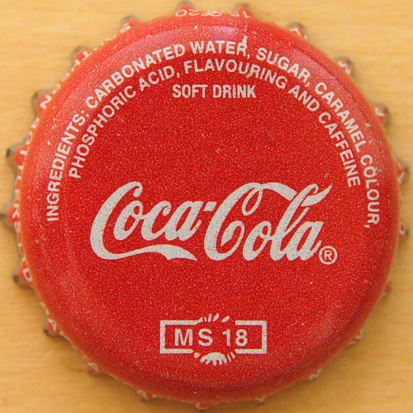 INGREDIENTS: CARBONATED WATER, SUGAR, CARAMEL COLOUR,
PHOSPHORIC ACID, FLAVOURING AND CAFFEINE
SOFT DRINK
Coca-Cola®
MS 18